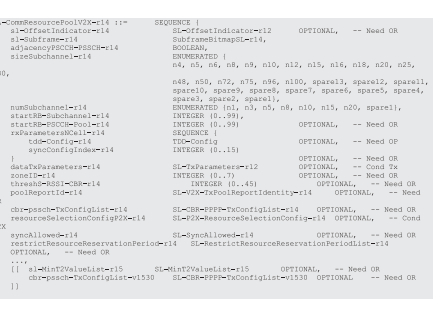 -CommResourcePoolV2X-r14 ::= SEQUENCE {
sl-OffsetIndicator-r14 SL-OffsetIndicator-r12 OPTIONAL, -- Need OR
sl-Subframe-r14 SubframeBitmapSL-r14,
adjacencyPSCCH-PSSCH-r14 BOOLEAN,
sizeSubchannel-r14 ENUMERATED {
n4, n5, n6, n8, n9, n10, n12, n15, n16, n18, n20, n25,
30,
n48, n50, n72, n75, n96, n100, spare13, spare12, spare11,
spare10, spare9, spare8, spare7, spare6, spare5, spare4,
spare3, spare2, spare1},
numSubchannel-r14 ENUMERATED {n1, n3, n5, n8, n10, n15, n20, spare1},
startRB-Subchannel-r14 INTEGER (0..99),
startRB-PSCCH-Pool-r14 INTEGER (0..99) OPTIONAL, -- Need OR
rxParametersNCell-r14 SEQUENCE {
tdd-Config-r14 TDD-Config OPTIONAL, -- Need OP
syncConfigIndex-r14 INTEGER (0..15)
} OPTIONAL, -- Need OR
dataTxParameters-r14 SL-TxParameters-r12 OPTIONAL, -- Cond Tx
zoneID-r14 INTEGER (0..7) OPTIONAL, -- Need OR
threshS-RSSI-CBR-r14 INTEGER (0..45) OPTIONAL, -- Need OR
poolReportId-r14 SL-V2X-TxPoolReportIdentity-r14 OPTIONAL, -- Need
cbr-pssch-TxConfigList-r14 SL-CBR-PPPP-TxConfigList-r14 OPTIONAL, -- Need OR
resourceSelectionConfigP2X-r14 SL-P2X-ResourceSelectionConfig-r14 OPTIONAL, -- Cond
2X
syncAllowed-r14 SL-SyncAllowed-r14 OPTIONAL, -- Need OR
restrictResourceReservationPeriod-r14 SL-RestrictResourceReservationPeriodList-r14
OPTIONAL, -- Need OR
...,
[[ sl-MinT2ValueList-r15 SL-MinT2ValueList-r15 OPTIONAL, -- Need OR
cbr-pssch-TxConfigList-v1530 SL-CBR-PPPP-TxConfigList-v1530 OPTIONAL -- Need OR
]]